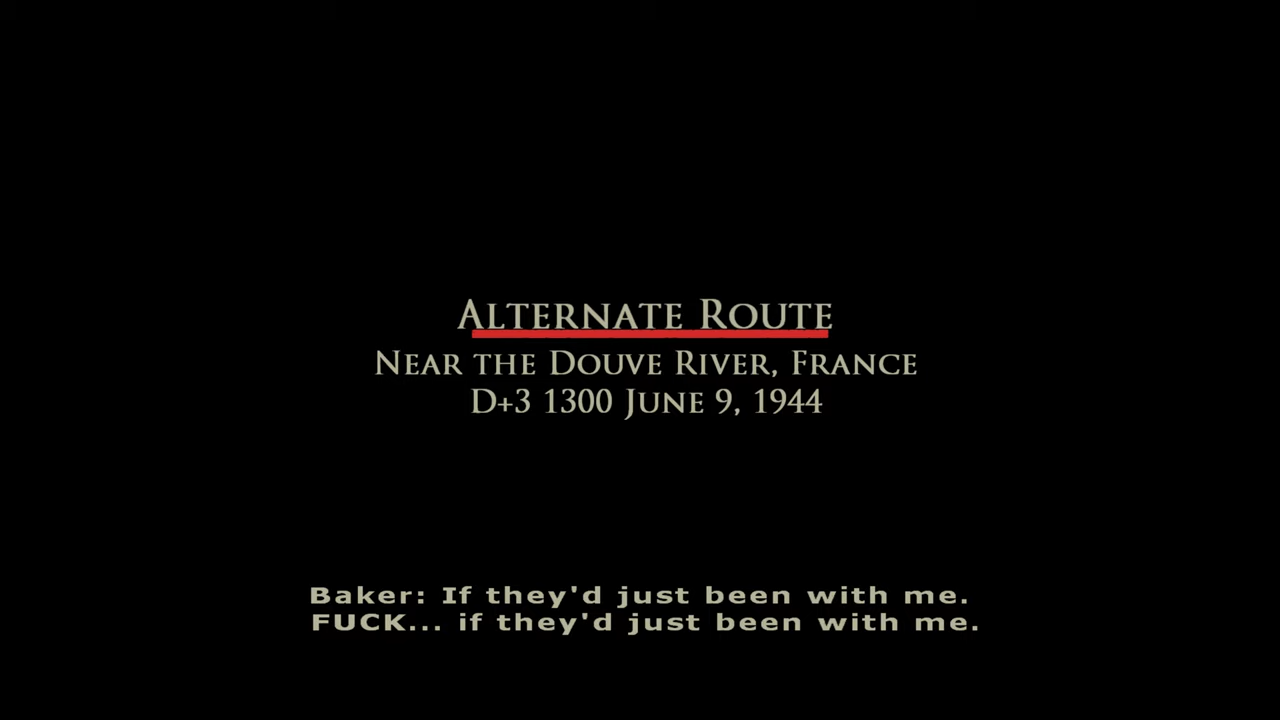 Alternate Route
Near the Douve River, France
D+3 1300 June 9, 1944
Baker: If they'd just been with me.
FUCK... if they'd just been with me.